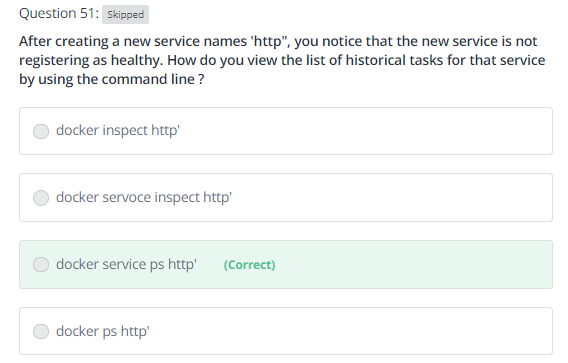 Question 51: Skipped
After creating a new service names 'http", you notice that the new service is not
registering as healthy. How do you view the list of historical tasks for that service
by using the command line ?
docker inspect http'
docker servoce inspect http'
docker service ps http' (Correct)
docker ps http'